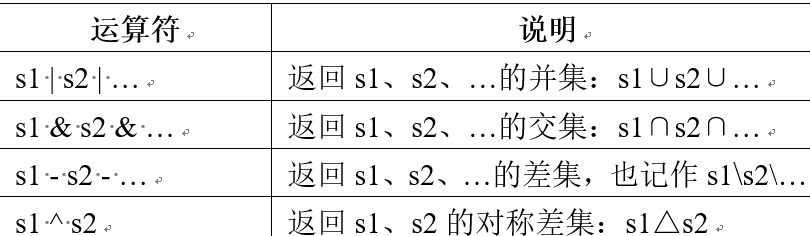 运算符 说明
s1 | s2 | … 返回 s1、s2、…的并集：s1∪s2∪…
s1 & s2 & … 返回 s1、s2、…的交集：s1∩s2∩…
s1 - s2 - … 返回 s1、s2、…的差集，也记作 s1\s2\…
s1 ^ s2 返回 s1、s2 的对称差集：s1△s2